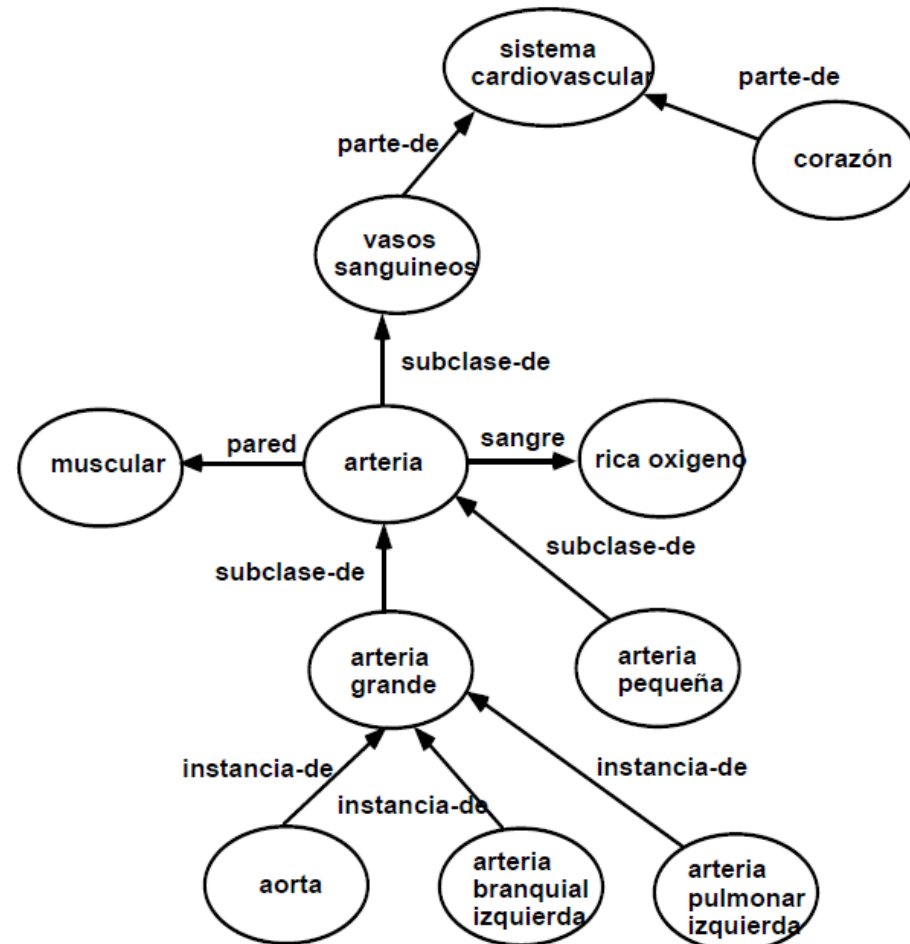 sistema
cardiovascular
parte-de
corazón
parte-de
vasos
sanguineos
subclase-de
muscular
pared
arteria
sangre
rica oxigeno
subclase-de
subclase-de
arteria
grande
arteria
pequeña
instancia-de
instancia-de
instancia-de
aorta
arteria
branquial
izquierda
arteria
pulmonar
izquierda